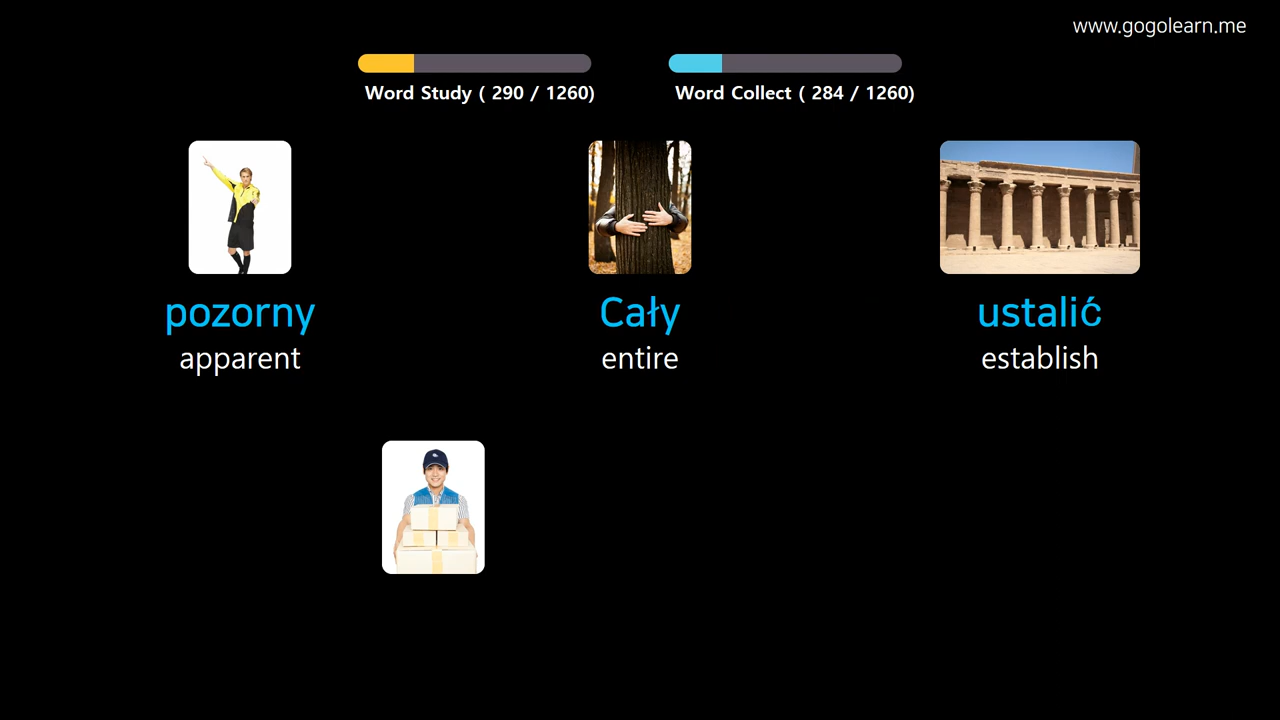 www.gogolearn.me
Word Study ( 290 / 1260)
Word Collect ( 284 / 1260)
pozorny
Cały
ustalić
apparent
entire
establish